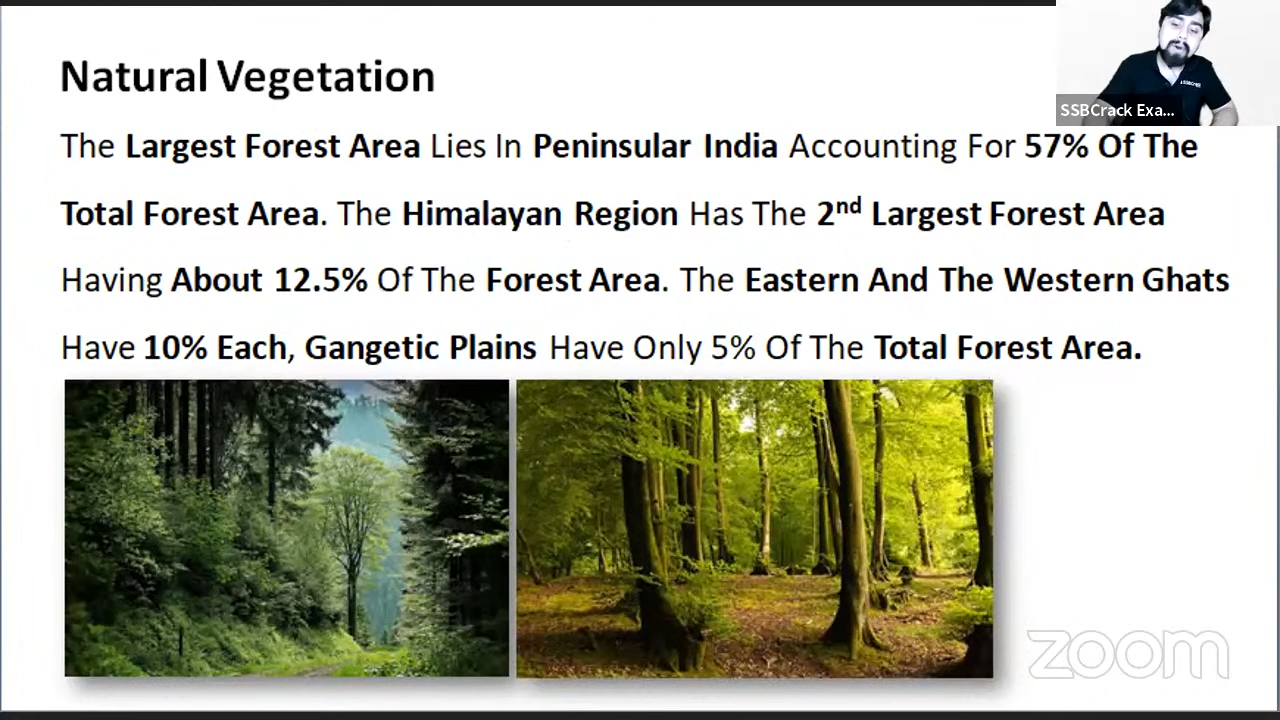 Natural Vegetation
SSBCrack Exa...
The Largest Forest Area Lies In Peninsular India Accounting For 57% Of The
Total Forest Area. The Himalayan Region Has The 2nd Largest Forest Area
Having About 12.5% Of The Forest Area. The Eastern And The Western Ghats
Have 10% Each, Gangetic Plains Have Only 5% Of The Total Forest Area.
zoom